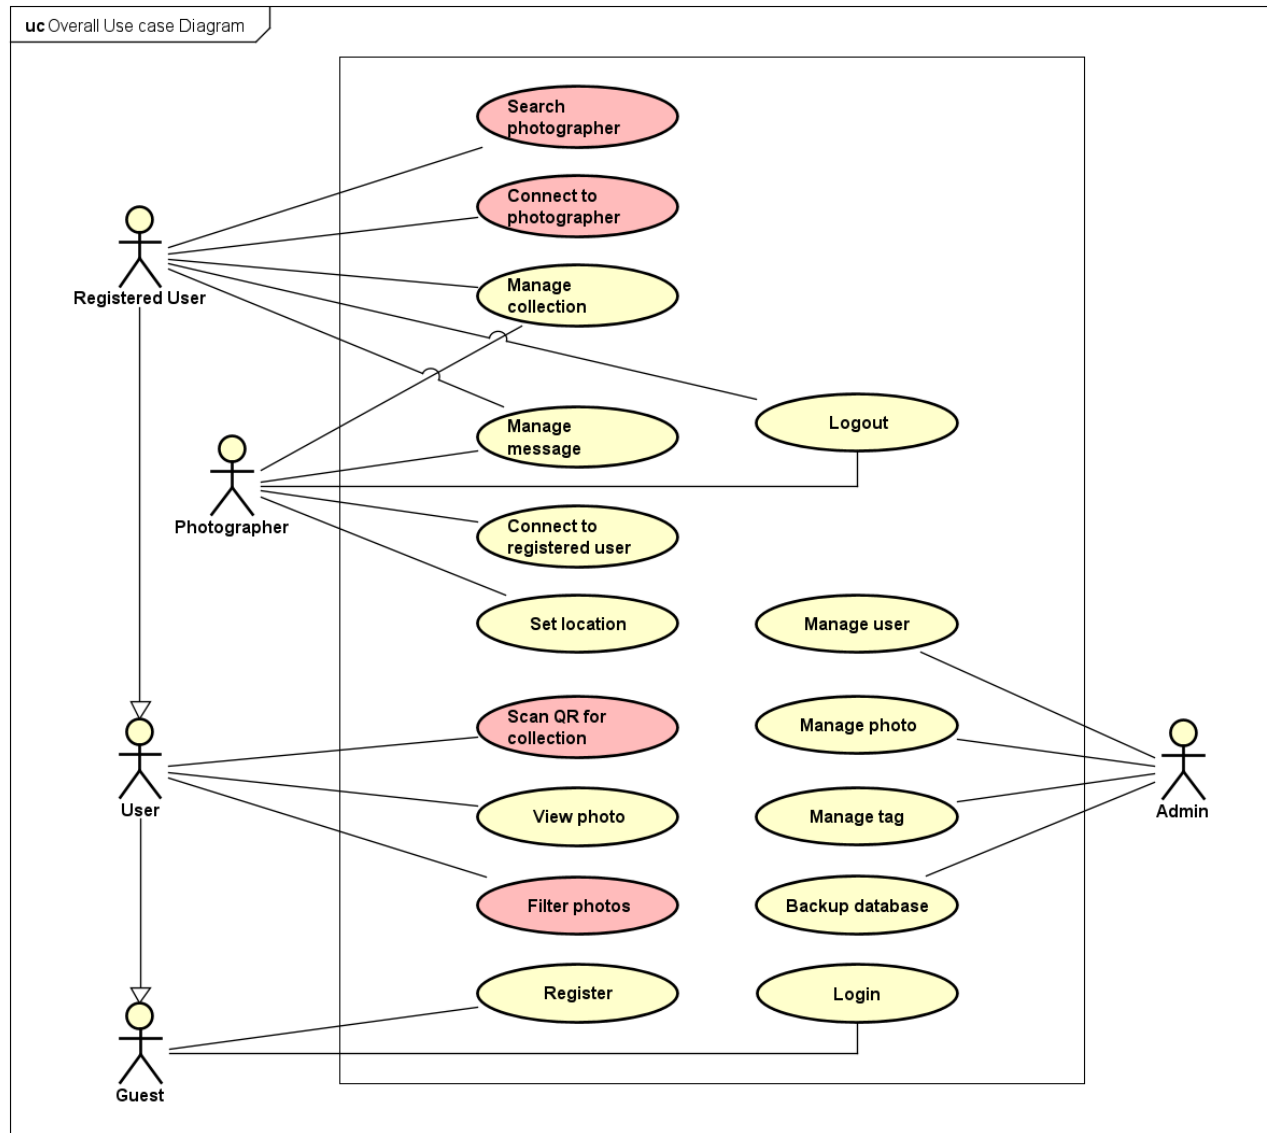 uc Overall Use case Diagram
Search
photographer
Connect to
photographer
Registered User
Manage
collection
Manage
message
Logout
Photographer
Connect to
registered user
Set location
Manage user
Scan QR for
collection
Manage photo
User
View photo
Manage tag
Admin
Filter photos
Backup database
Register
Login
Guest